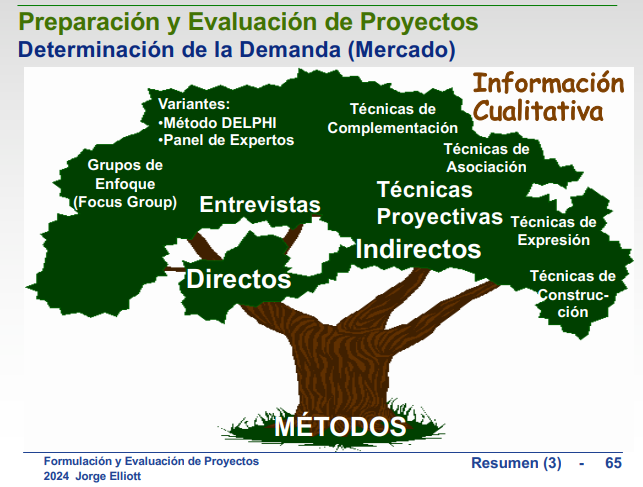 Preparación y Evaluación de Proyectos
Determinación de la Demanda (Mercado)
Información
Cualitativa
Variantes:
•Método DELPHI
•Panel de Expertos
Técnicas de
Complementación
Técnicas de
Asociación
Grupos de
Enfoque
(Focus Group)
Entrevistas
Técnicas
Proyectivas
Técnicas de
Expresión
Indirectos
Directos
Técnicas de
Construc-
ción
MÉTODOS
Formulación y Evaluación de Proyectos
2024 Jorge Elliott
Resumen (3) - 65